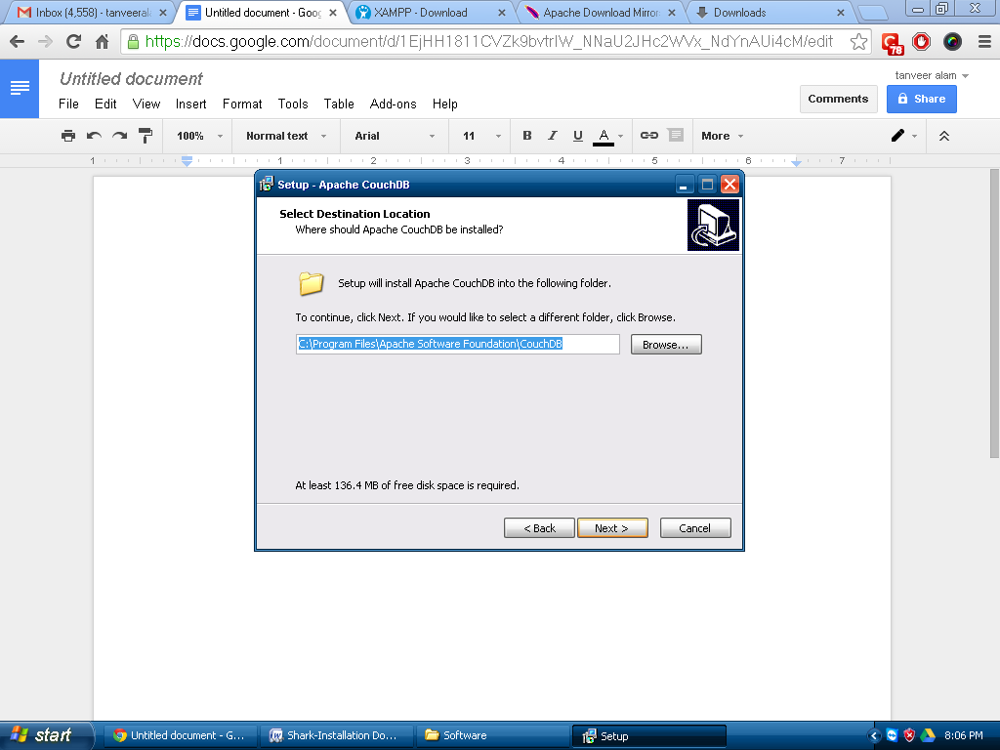 Inbox (4,558) - tanveerala
Untitled document - Goog
XAMPP - Download
Apache Download Mirror
Downloads
https://docs.google.com/document/d/1EjHH1811CVZk9bvtrIW_NNaU2JHc2WVx_NdYnAUi4cM/edit
78
Untitled document
tanveer alam
File Edit View Insert Format Tools Table Add-ons Help
Comments
Share
100% Normal text Arial 11 B I U A More
1 1 2 3 4 5 6 7
Setup - Apache CouchDB
Select Destination Location
Where should Apache CouchDB be installed?
Setup will install Apache CouchDB into the following folder.
To continue, click Next. If you would like to select a different folder, click Browse.
C:\Program Files\Apache Software Foundation\CouchDB
Browse...
At least 136.4 MB of free disk space is required.
< Back Next > Cancel
start
Untitled document - G...
Shark-Installation Do...
Software
Setup
8:06 PM